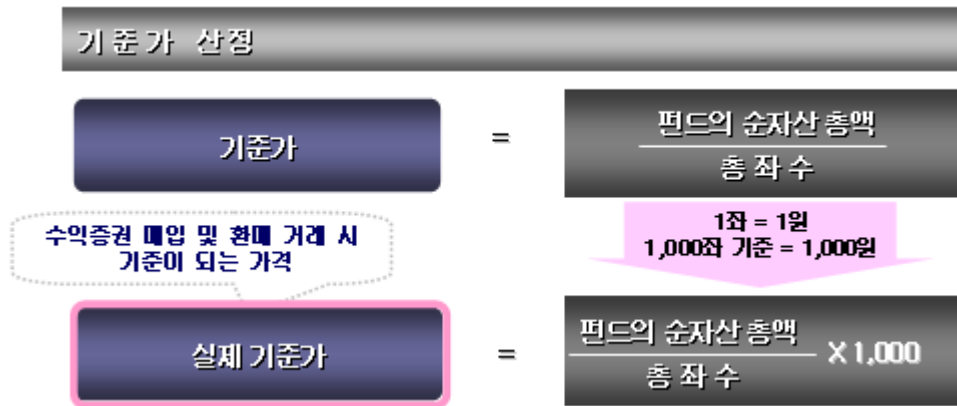 기준가 산정
기준가
=
펀드의 순자산 총액
총 좌 수
수익증권 매입 및 환매 거래 시
기준이 되는 가격
1좌 = 1원
1,000좌 기준 = 1,000원
실제 기준가
=
펀드의 순자산 총액
총 좌 수
X 1,000